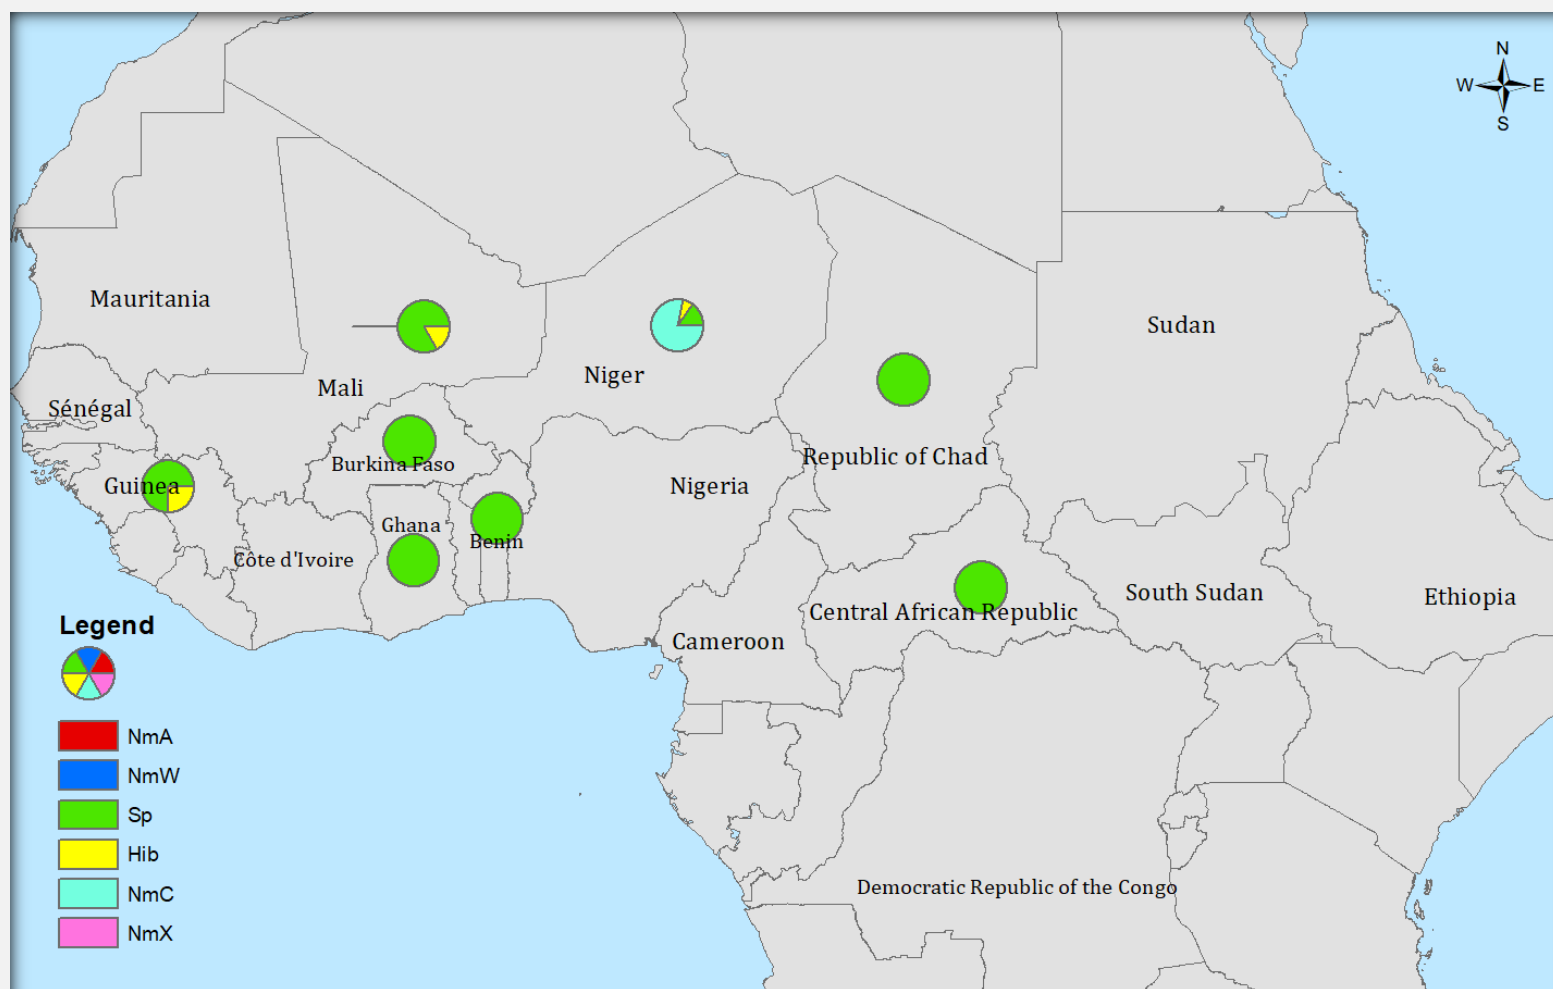 N
W E
S
Mauritania
Sudan
Niger
Mali
Sénégal
Burkina Faso
Republic of Chad
Guinea
Nigeria
Ghana
Benin
Côte d'Ivoire
South Sudan
Ethiopia
Central African Republic
Cameroon
Legend
NmA
NmW
Sp
Hib
NmC
NmX
Democratic Republic of the Congo